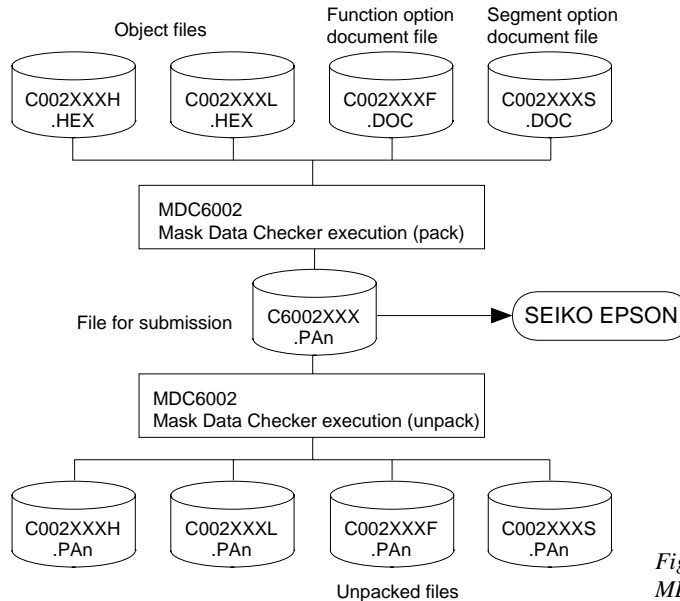 Object files
Function option
document file
Segment option
document file
C002XXXH
.HEX
C002XXXL
.HEX
C002XXXF
.DOC
C002XXXS
.DOC
MDC6002
Mask Data Checker execution (pack)
File for submission
C6002XXX
.PAn
SEIKO EPSON
MDC6002
Mask Data Checker execution (unpack)
C002XXXH
.PAn
C002XXXL
.PAn
C002XXXF
.PAn
C002XXXS
.PAn
Unpacked files